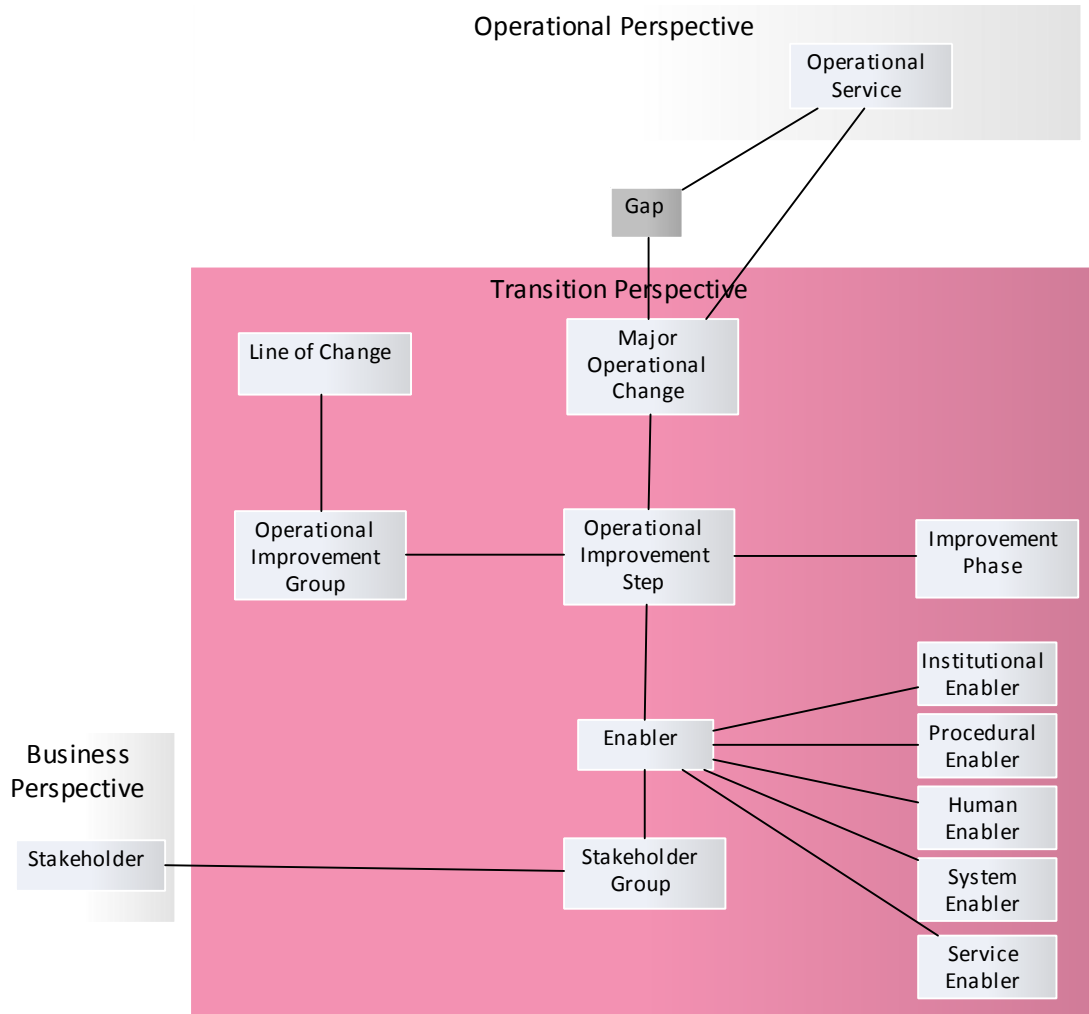 Operational Perspective
Operational
Service
Gap
Transition Perspective
Line of Change
Major
Operational
Change
Operational
Improvement
Group
Operational
Improvement
Step
Improvement
Phase
Institutional
Enabler
Enabler
Procedural
Enabler
Business
Perspective
Human
Enabler
Stakeholder
Stakeholder
Group
System
Enabler
Service
Enabler